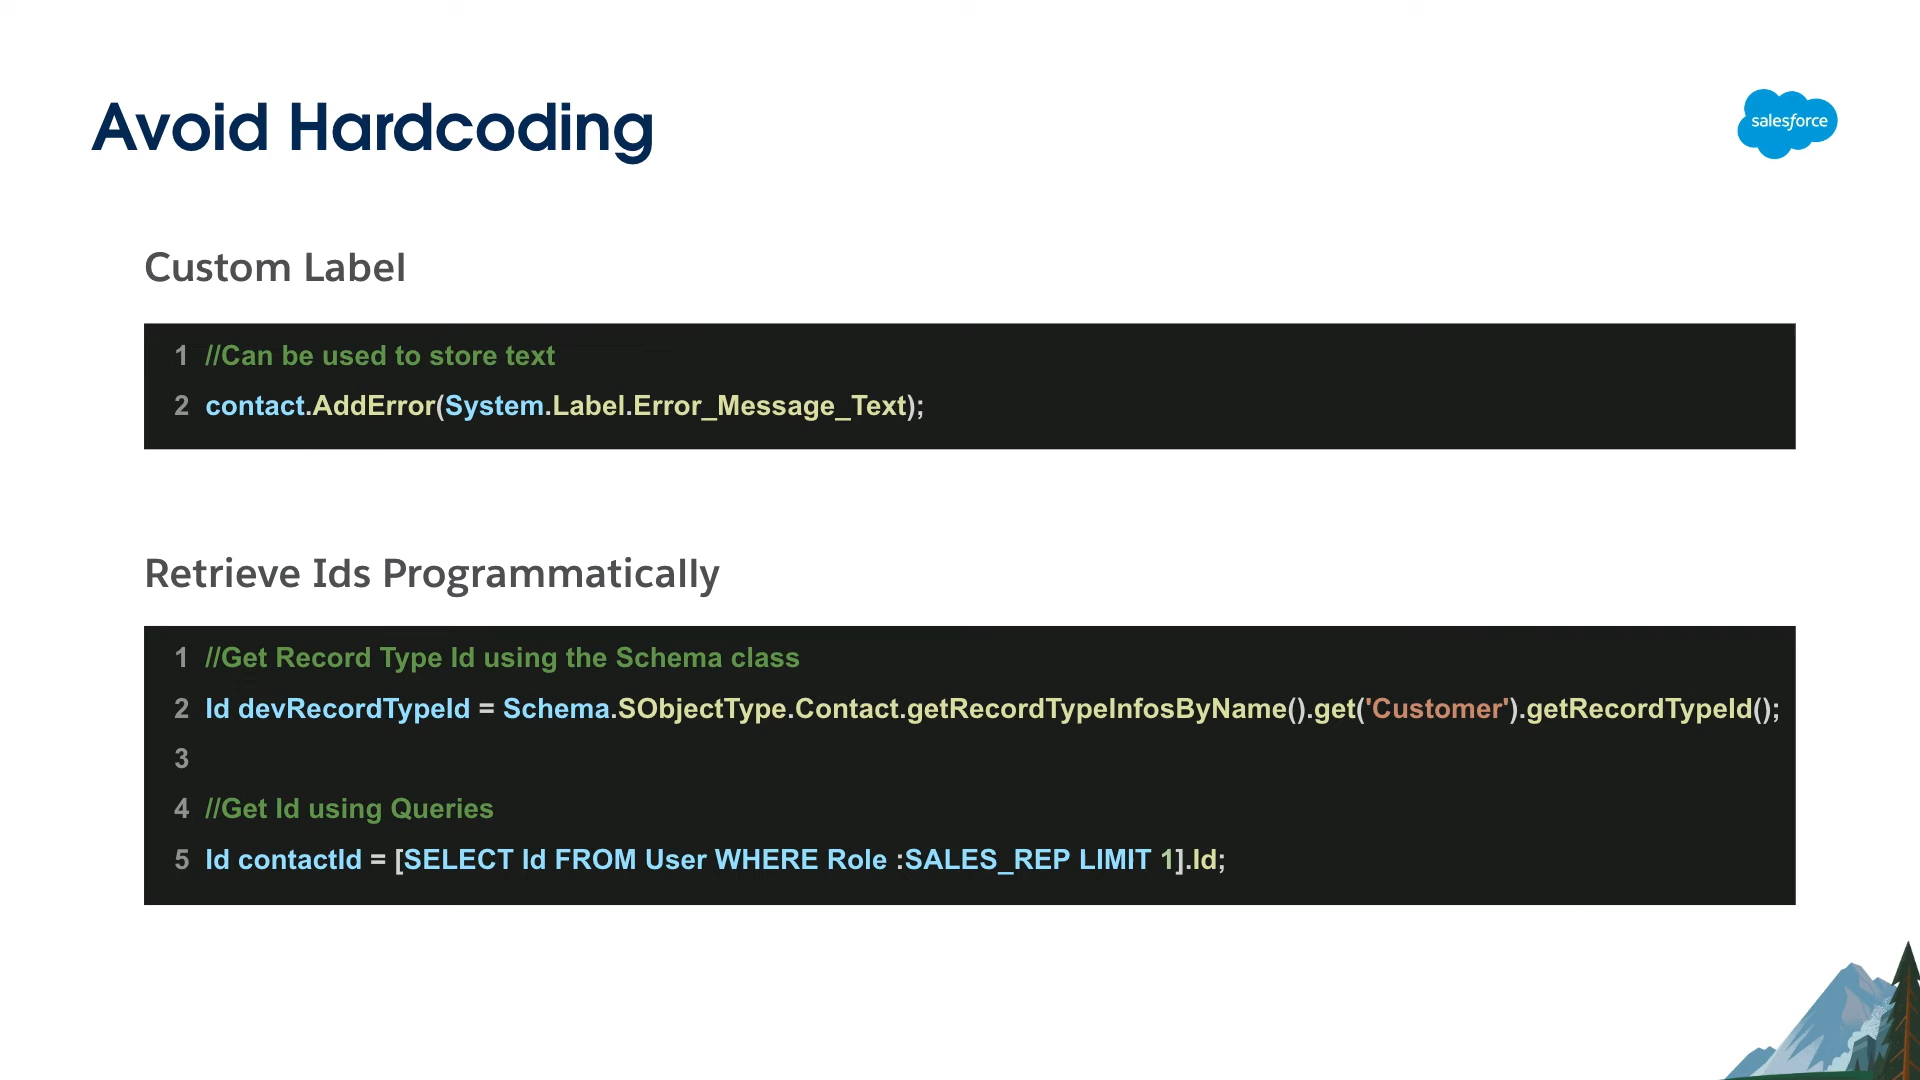 Avoid Hardcoding
salesforce
Custom Label
1 //Can be used to store text
2 contact.AddError(System.Label.Error_Message_Text);
Retrieve Ids Programmatically
1 //Get Record Type Id using the Schema class
2 Id devRecordTypeId = Schema.SObjectType.Contact.getRecordTypeInfosByName().get('Customer').getRecordTypeId();
3
4 //Get Id using Queries
5 Id contactId = [SELECT Id FROM User WHERE Role :SALES_REP LIMIT 1].Id;